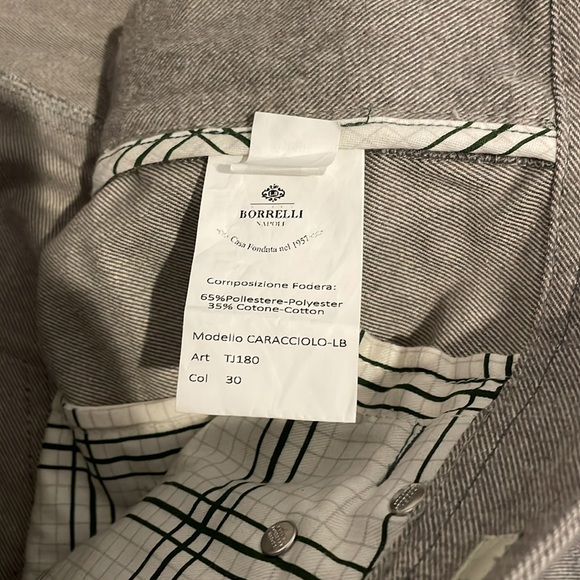 BORRELLI
NAPOLI
Casa Fondata nel 1957
Composizione Fodera:
65%Poliestere-Polyester
35% Cotone-Cotton
Modello CARACCIOLO-LB
Art TJ180
Col 30